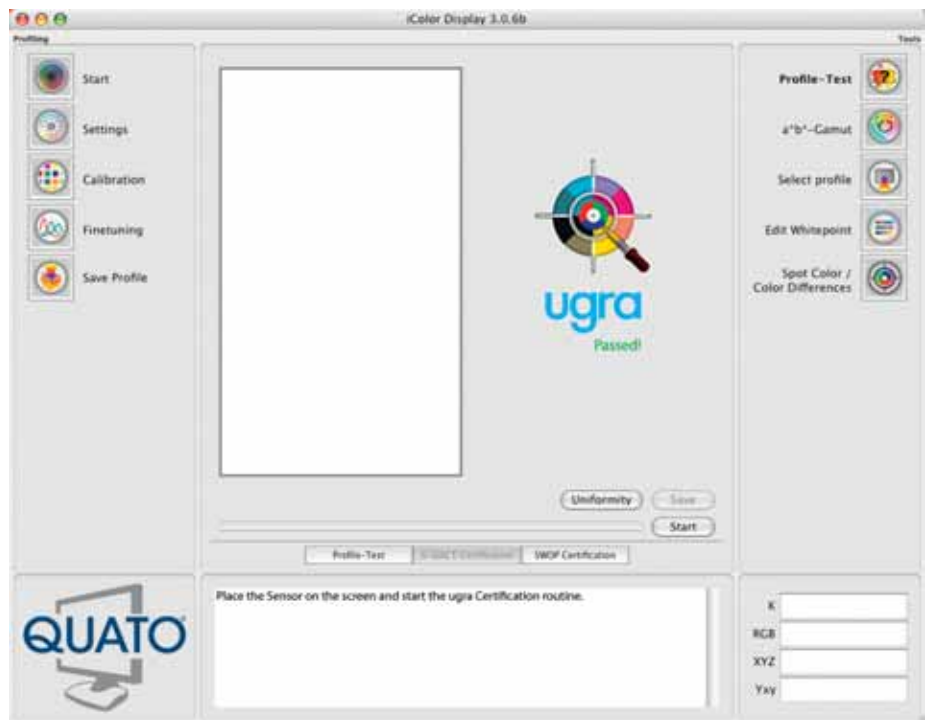 iColor Display 3.0.6b
Profiling
Tools
Start
Settings
Calibration
Finetuning
Save Profile
ugra
Passed!
Uniformity
Save
Start
Profile-Test
SWOP Certification
Profile-Test
a*b*-Gamut
Select profile
Edit Whitepoint
Spot Color /
Color Differences
QUATO
Place the Sensor on the screen and start the ugra Certification routine.
K
RGB
XYZ
Yxy